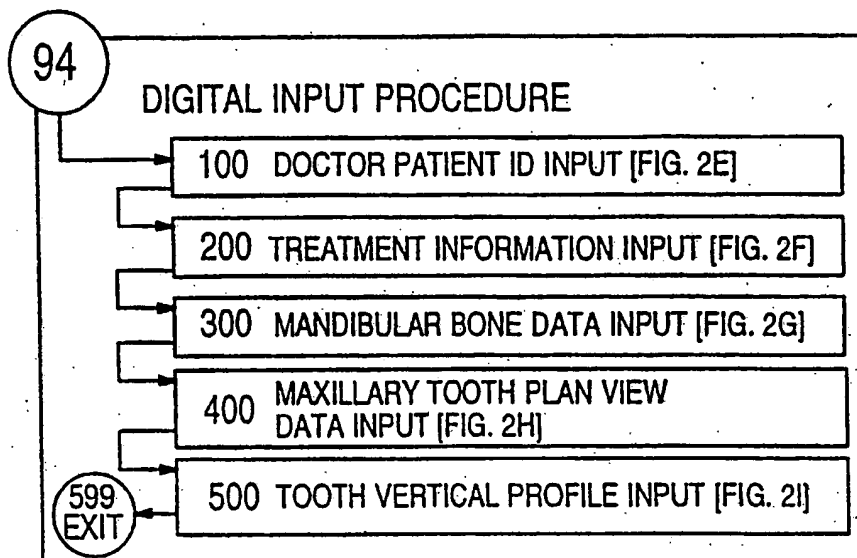 94
DIGITAL INPUT PROCEDURE
100 DOCTOR PATIENT ID INPUT [FIG. 2E]
200 TREATMENT INFORMATION INPUT [FIG. 2F]
300 MANDIBULAR BONE DATA INPUT [FIG. 2G]
400 MAXILLARY TOOTH PLAN VIEW
DATA INPUT [FIG. 2H]
500 TOOTH VERTICAL PROFILE INPUT [FIG. 2I]
599
EXIT